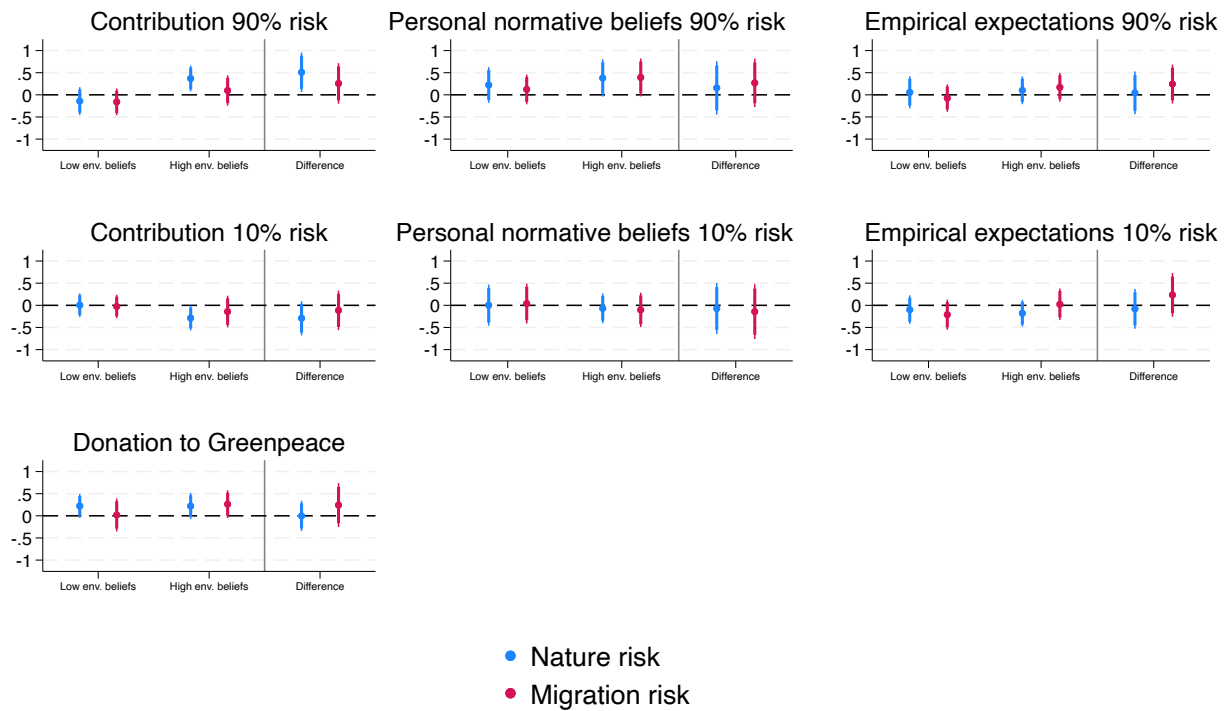 Contribution 90% risk
1
.5
0
-.5
-1
Low env. beliefs High env. beliefs Difference
Personal normative beliefs 90% risk
1
.5
0
-.5
-1
Low env. beliefs High env. beliefs Difference
Empirical expectations 90% risk
1
.5
0
-.5
-1
Low env. beliefs High env. beliefs Difference
Contribution 10% risk
1
.5
0
-.5
-1
Low env. beliefs High env. beliefs Difference
Personal normative beliefs 10% risk
1
.5
0
-.5
-1
Low env. beliefs High env. beliefs Difference
Empirical expectations 10% risk
1
.5
0
-.5
-1
Low env. beliefs High env. beliefs Difference
Donation to Greenpeace
1
.5
0
-.5
-1
Low env. beliefs High env. beliefs Difference
Nature risk
Migration risk